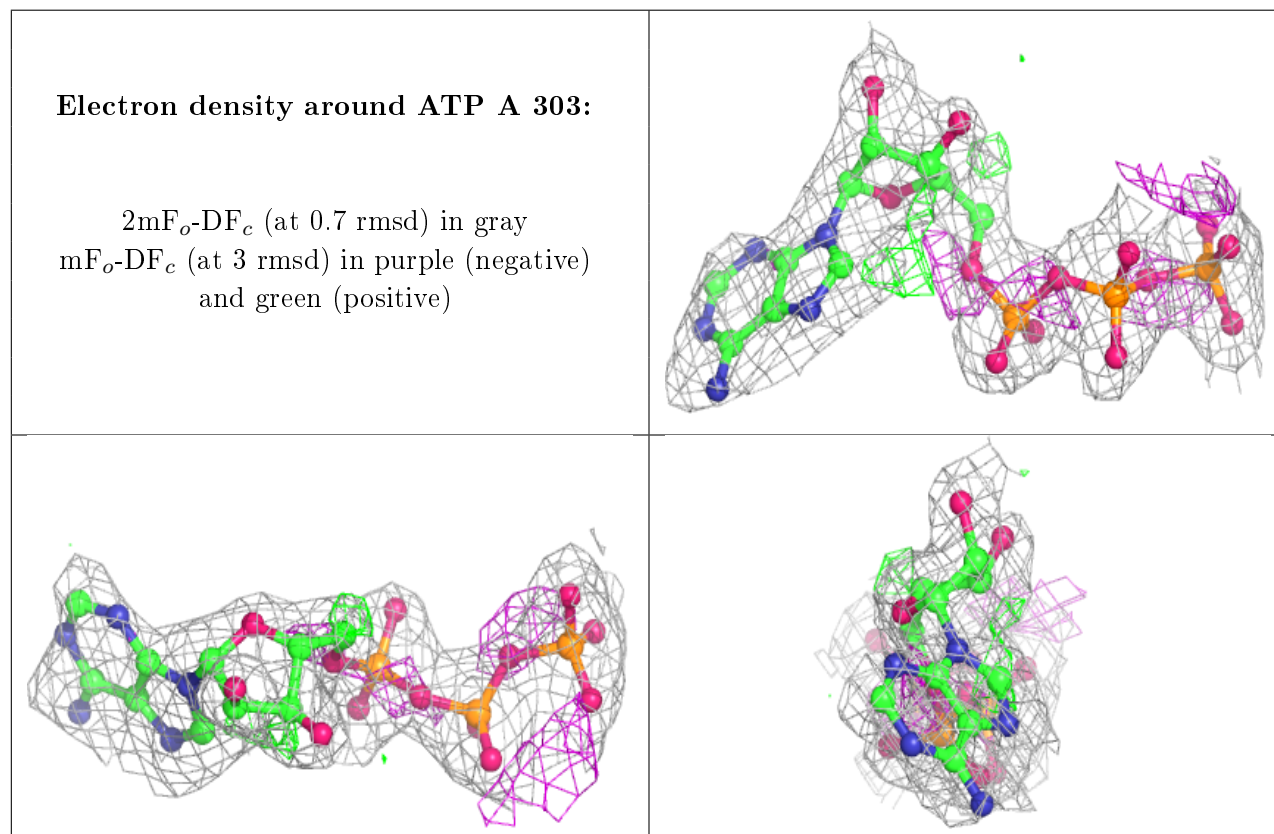 Electron density around ATP A 303:
2mFo-DFc (at 0.7 rmsd) in gray
mFo-DFc (at 3 rmsd) in purple (negative)
and green (positive)